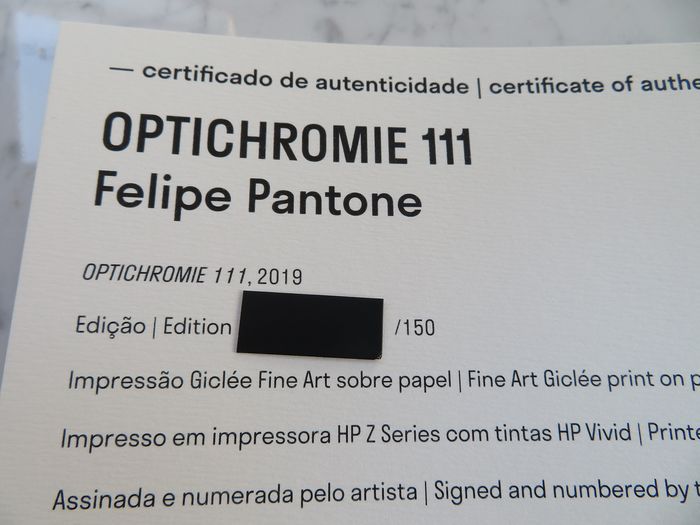 — certificado de autenticidade | certificate of
OPTICHROMIE 111
Felipe Pantone
OPTICHROMIE 111, 2019
Edição | Edition /150
Impressão Giclée Fine Art sobre papel | Fine Art Giclée print on
Impresso em impressora HP Z Series com tintas HP Vivid |
Assinada e numerada pelo artista | Signed and numbered by